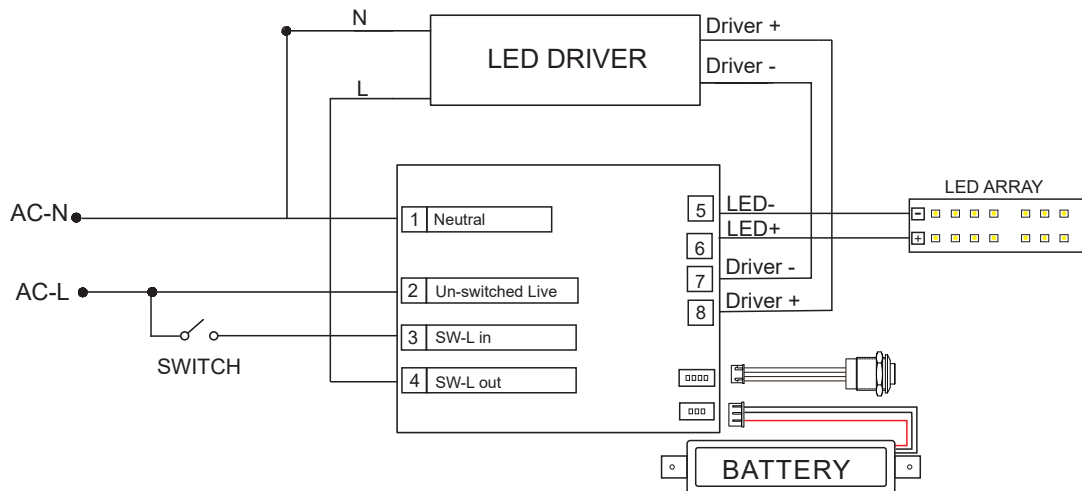 N
Driver +
LED DRIVER
Driver -
L
LED ARRAY
AC-N
1 Neutral
5 LED-
-
LED+
6
+
Driver -
7
AC-L
2 Un-switched Live
Driver +
8
3 SW-L in
SWITCH
4 SW-L out
BATTERY